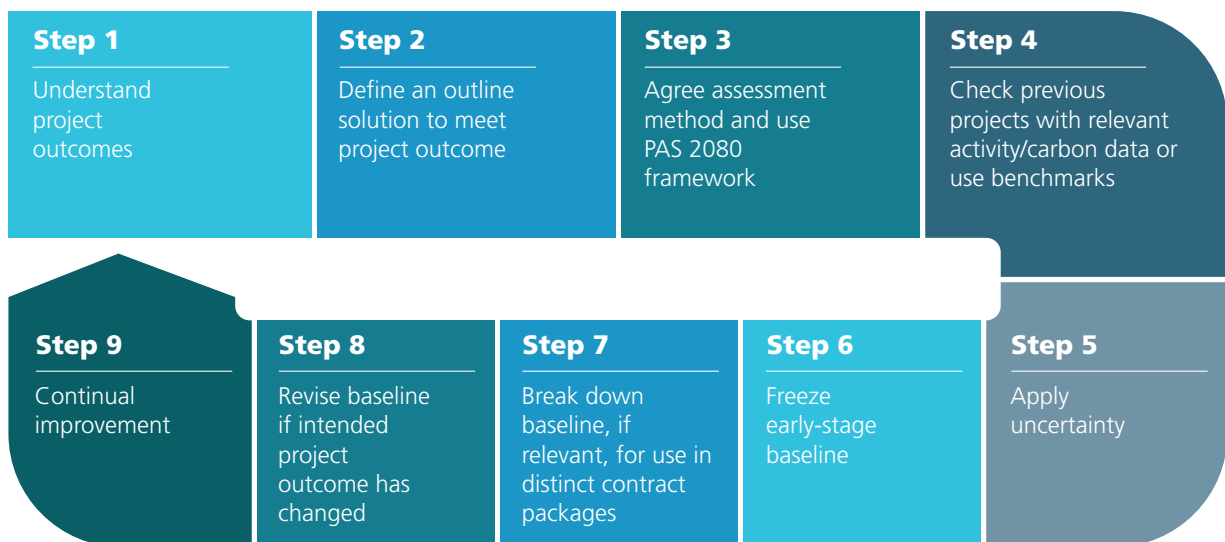 Step 1
Understand
project
outcomes
Step 2
Define an outline
solution to meet
project outcome
Step 3
Agree assessment
method and use
PAS 2080
framework
Step 4
Check previous
projects with relevant
activity/carbon data or
use benchmarks
Step 5
Apply
uncertainty
Step 6
Freeze
early-stage
baseline
Step 7
Break down
baseline, if
relevant, for use in
distinct contract
packages
Step 8
Revise baseline
if intended
project
outcome has
changed
Step 9
Continual
improvement